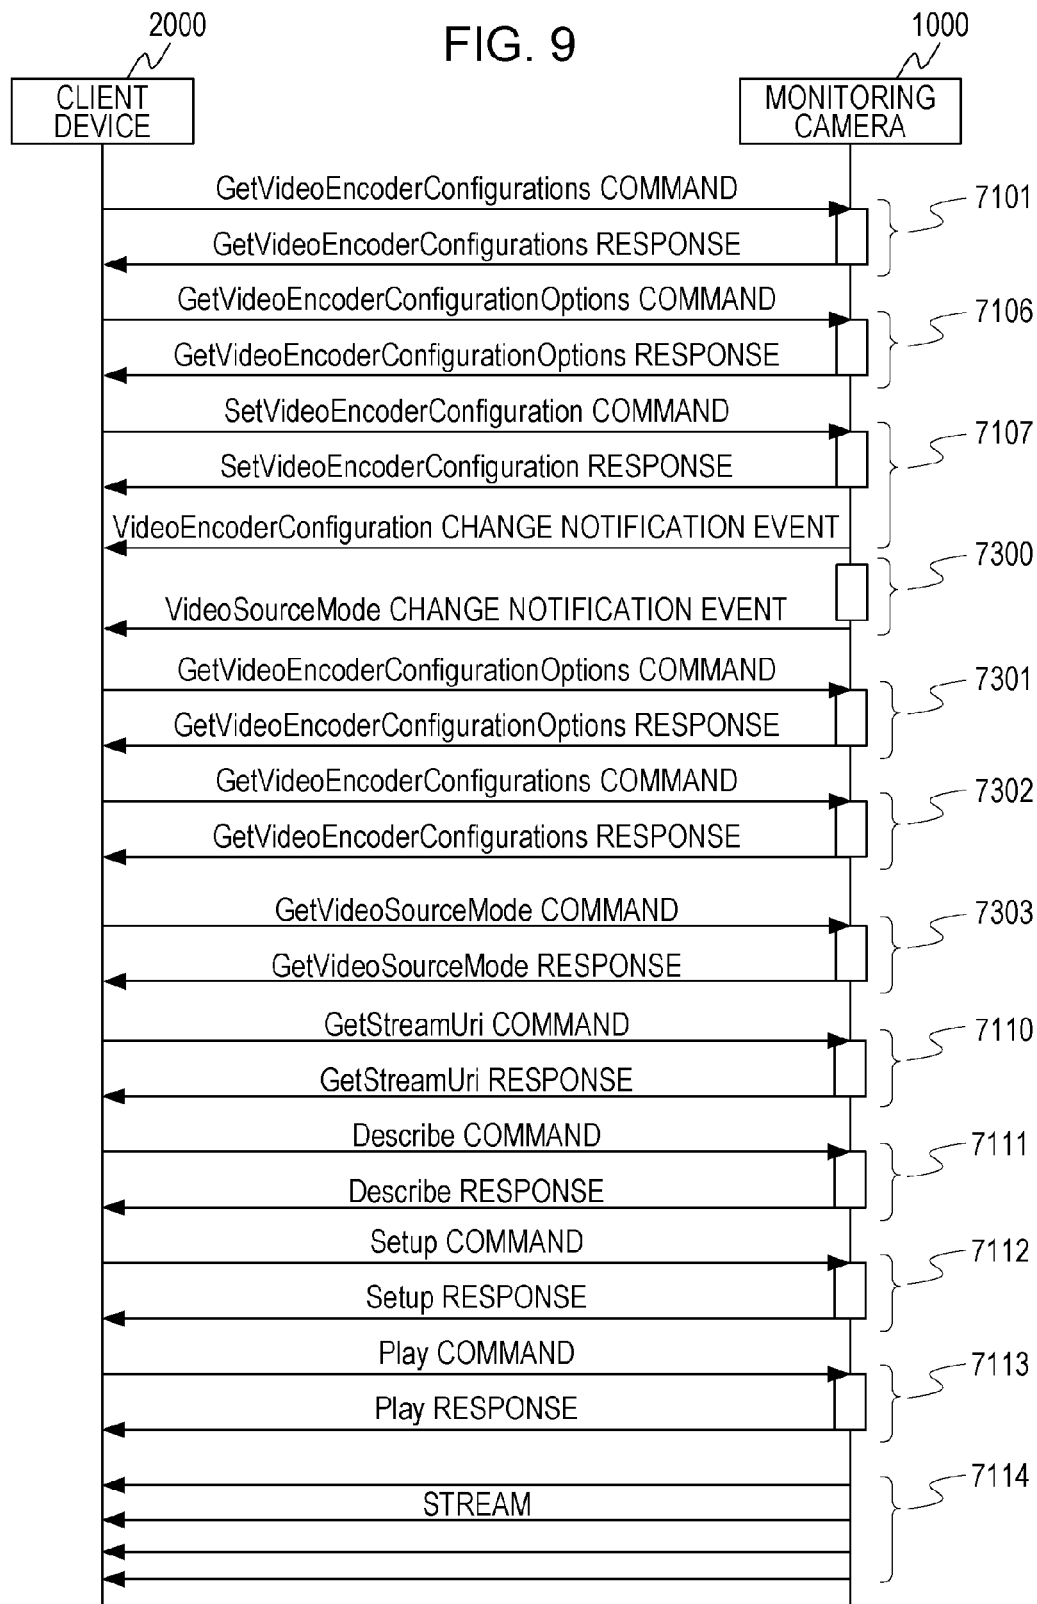 2000
FIG. 9
1000
CLIENT
DEVICE
MONITORING
CAMERA
GetVideoEncoderConfigurations COMMAND
7101
GetVideoEncoderConfigurations RESPONSE
GetVideoEncoderConfigurationOptions COMMAND
7106
GetVideoEncoderConfigurationOptions RESPONSE
SetVideoEncoderConfiguration COMMAND
7107
SetVideoEncoderConfiguration RESPONSE
VideoEncoderConfiguration CHANGE NOTIFICATION EVENT
7300
VideoSourceMode CHANGE NOTIFICATION EVENT
GetVideoEncoderConfigurationOptions COMMAND
7301
GetVideoEncoderConfigurationOptions RESPONSE
GetVideoEncoderConfigurations COMMAND
7302
GetVideoEncoderConfigurations RESPONSE
GetVideoSourceMode COMMAND
7303
GetVideoSourceMode RESPONSE
GetStreamUri COMMAND
7110
GetStreamUri RESPONSE
Describe COMMAND
7111
Describe RESPONSE
Setup COMMAND
7112
Setup RESPONSE
Play COMMAND
7113
Play RESPONSE
7114
STREAM